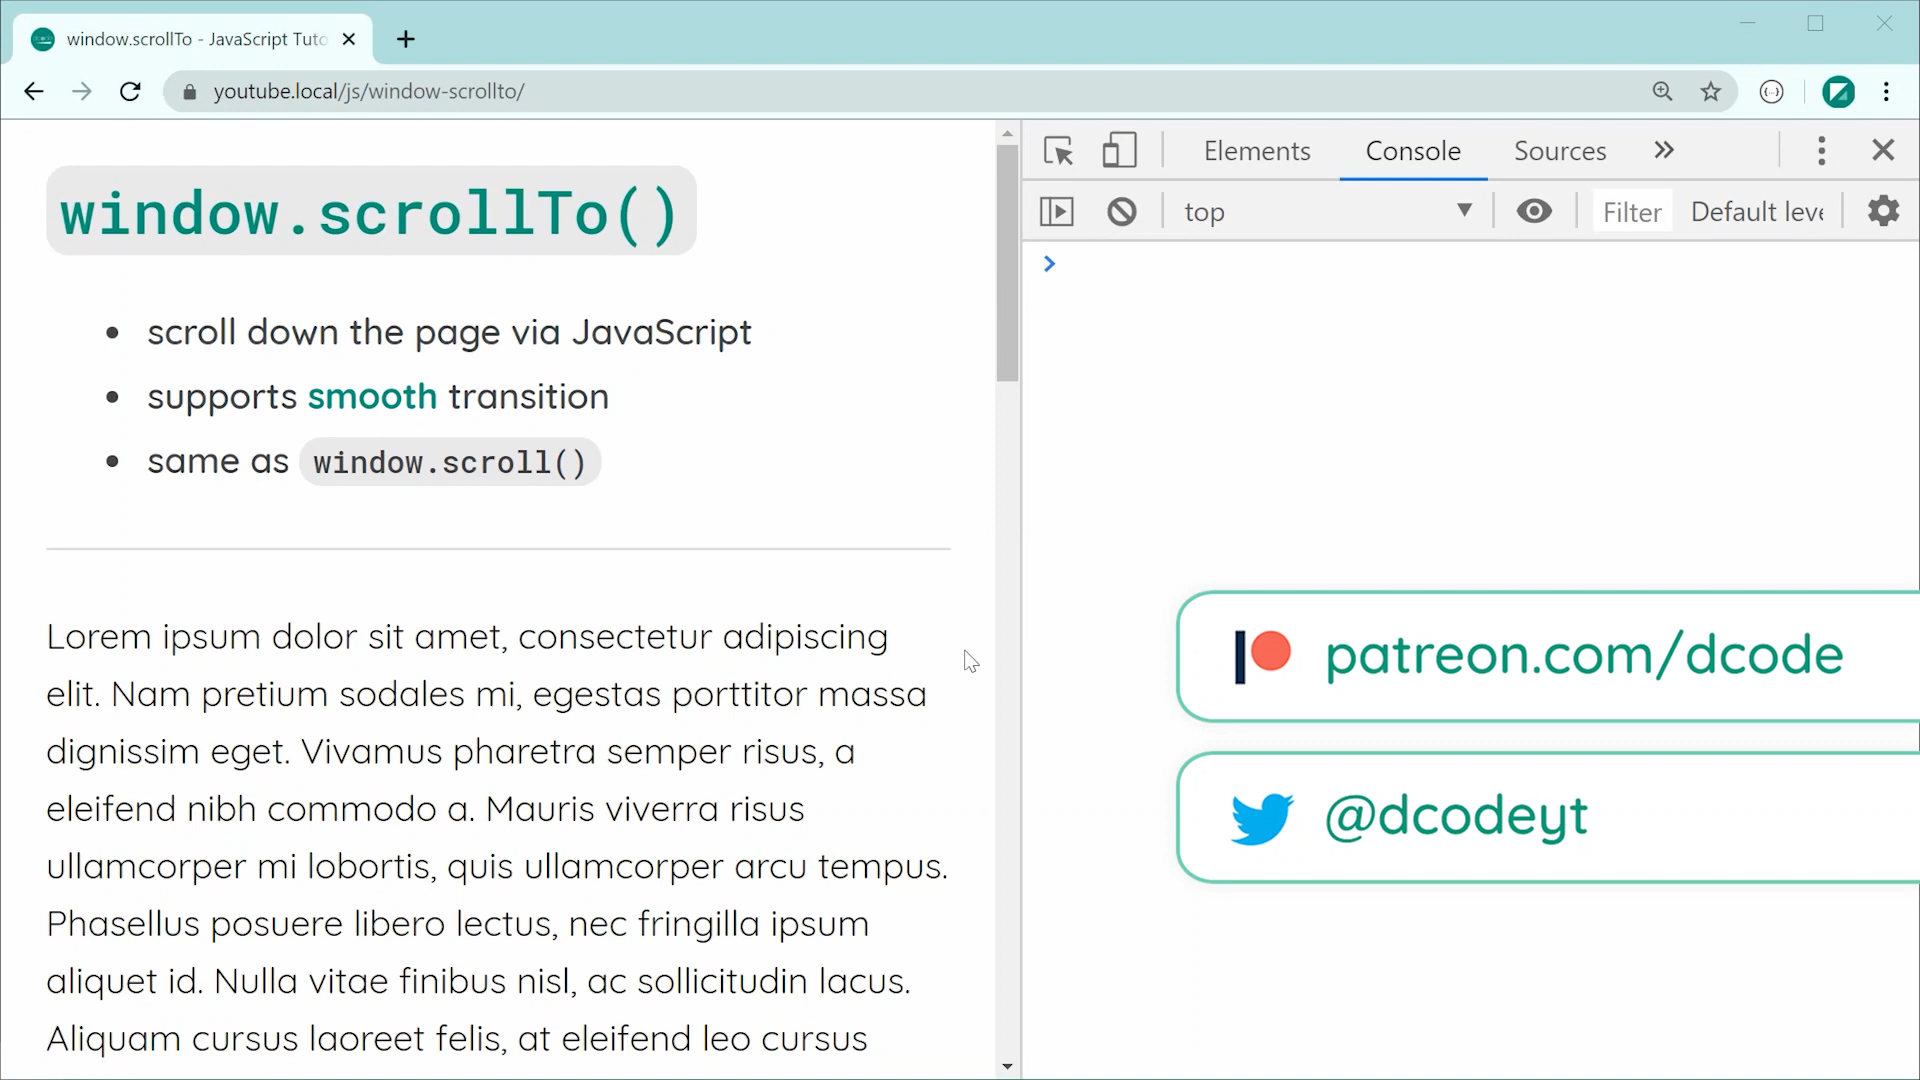 window.scrollTo - JavaScript Tuto
youtube.local/js/window-scrollto/
window.scrollTo()
scroll down the page via JavaScript
supports smooth transition
same as window.scroll()
Lorem ipsum dolor sit amet, consectetur adipiscing
elit. Nam pretium sodales mi, egestas porttitor massa
dignissim eget. Vivamus pharetra semper risus, a
eleifend nibh commodo a. Mauris viverra risus
ullamcorper mi lobortis, quis ullamcorper arcu tempus.
Phasellus posuere libero lectus, nec fringilla ipsum
aliquet id. Nulla vitae finibus nisl, ac sollicitudin lacus.
Aliquam cursus laoreet felis, at eleifend leo cursus
Elements Console Sources
top Filter Default leve
patreon.com/dcode
@dcodeyt